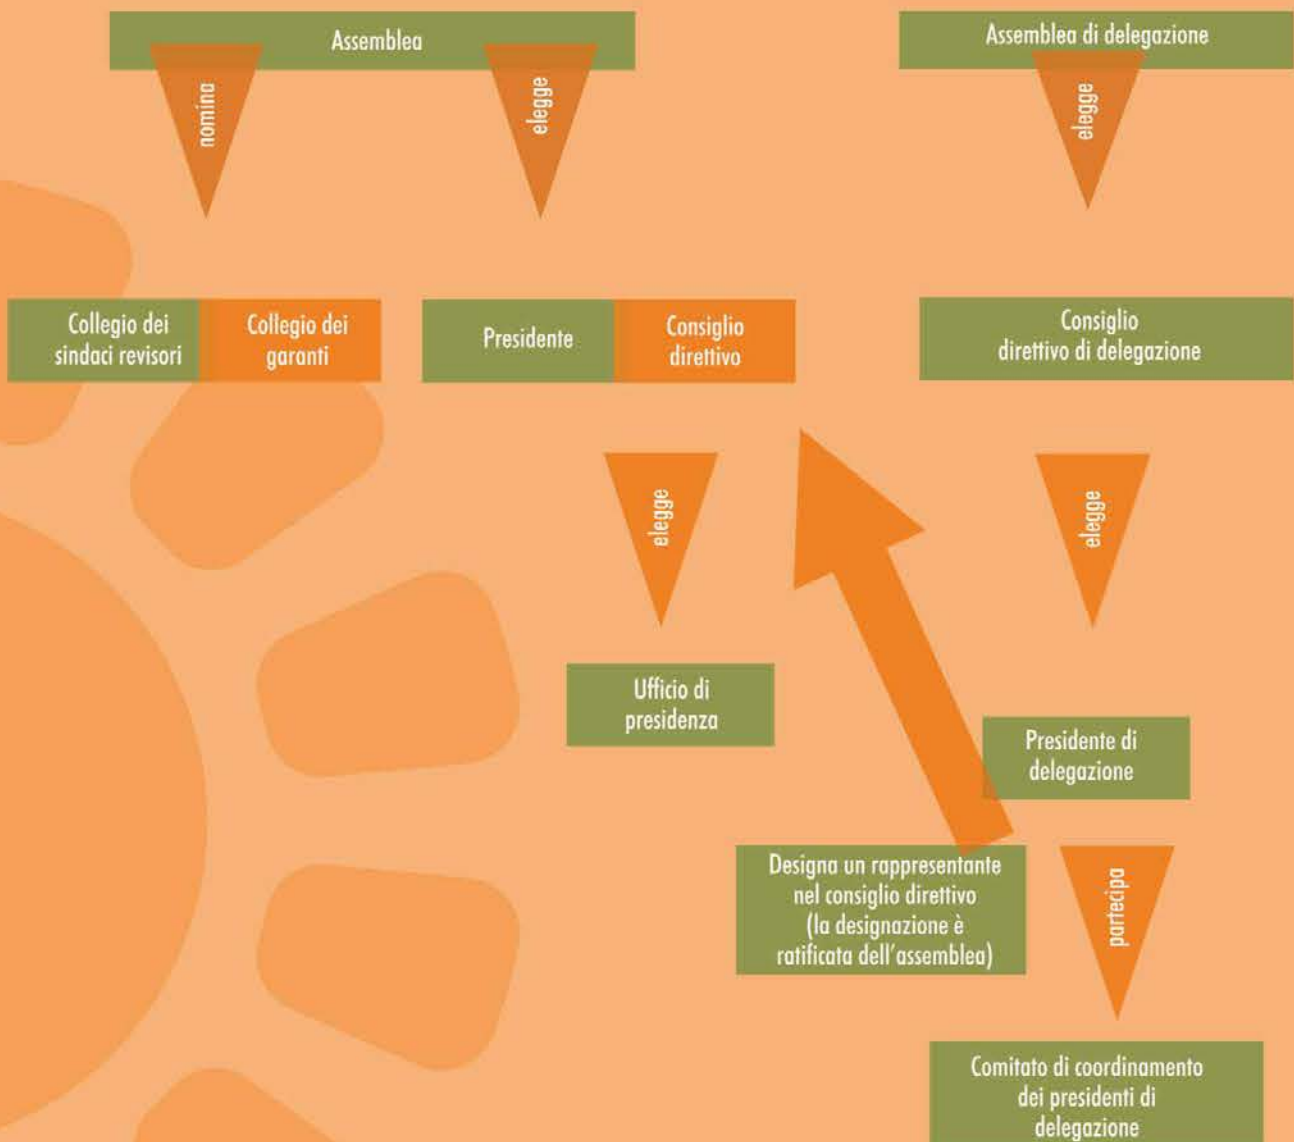 Assemblea
Assemblea di delegazione
nomina
elegge
elegge
Collegio dei
sindaci revisori
Collegio dei
garanti
Presidente
Consiglio
direttivo
Consiglio
direttivo di delegazione
elegge
elegge
Ufficio di
presidenza
Presidente di
delegazione
Designa un rappresentante
nel consiglio direttivo
(la designazione è
ratificata dell'assemblea)
partecipa
Comitato di coordinamento
dei presidenti di
delegazione